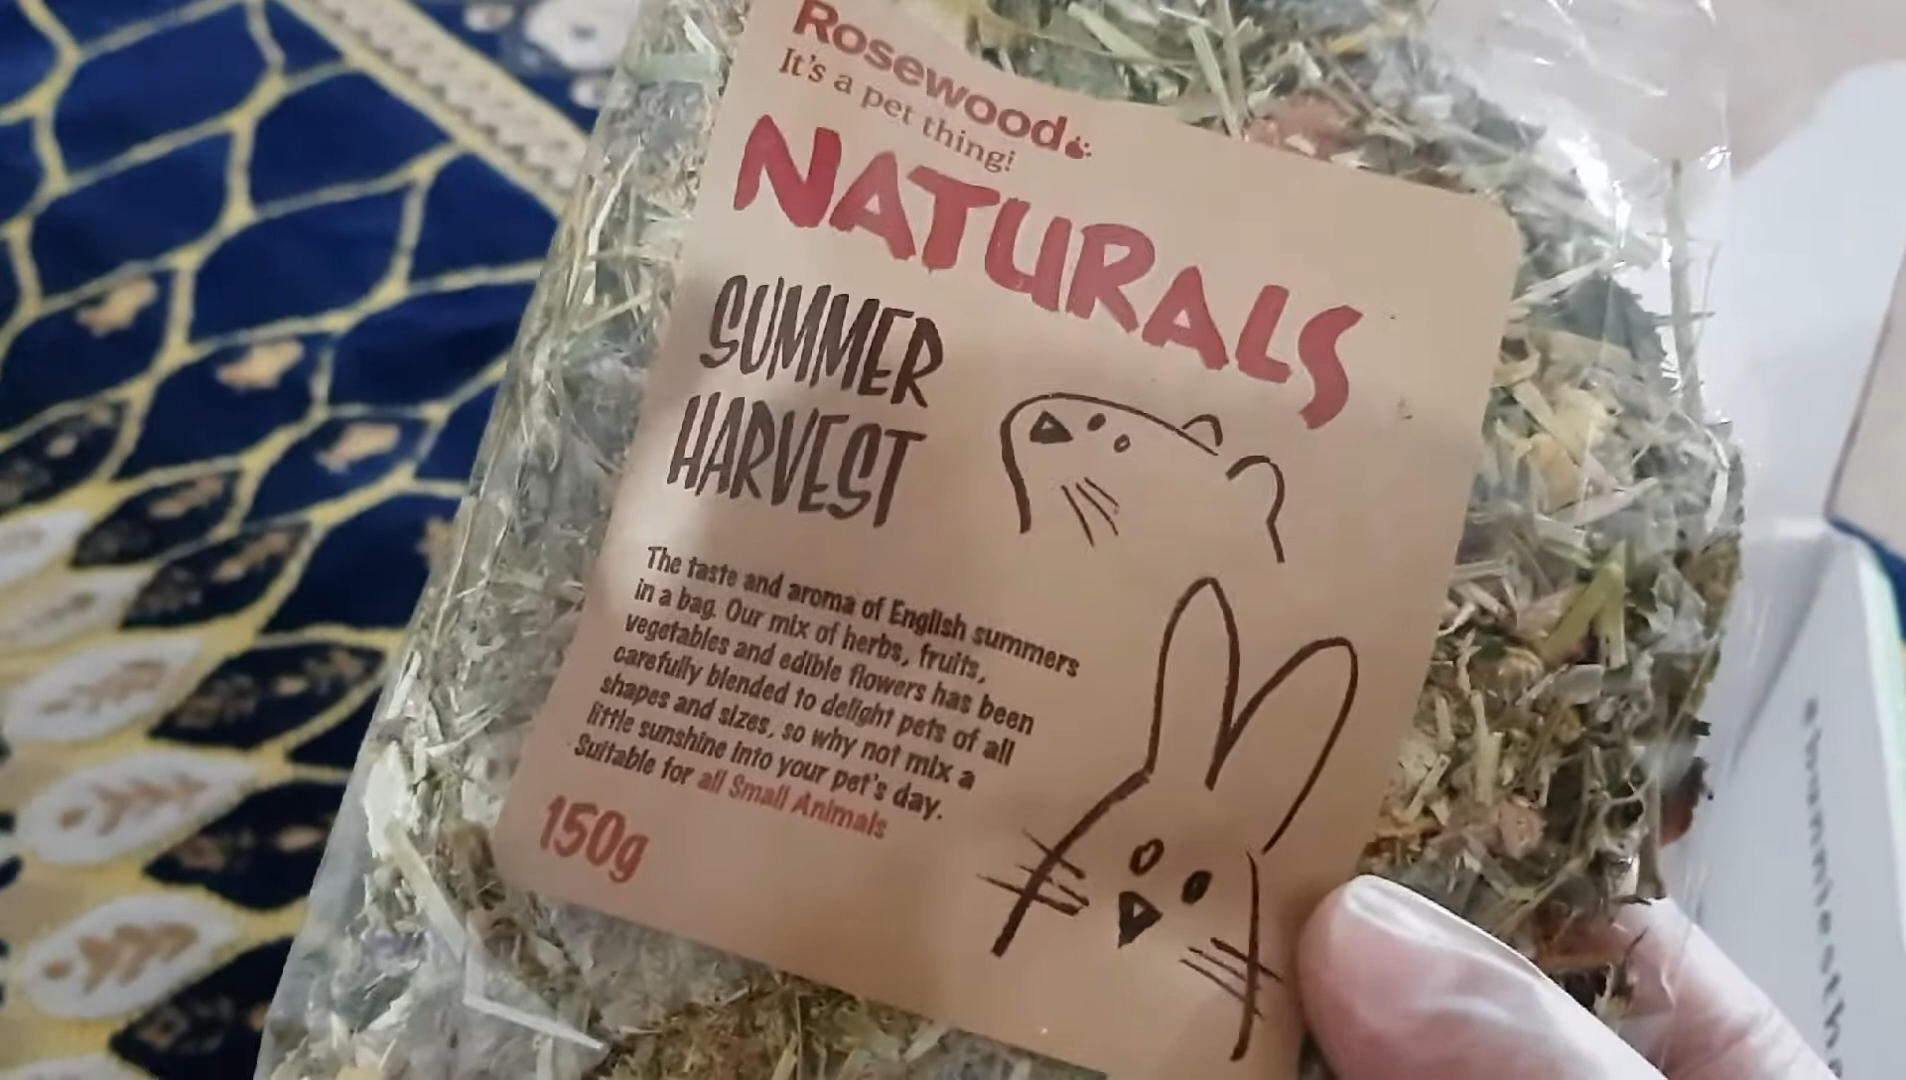 Rosewood
It's a pet thing!
NATURALS
SUMMER
HARVEST
The taste and aroma of English summers
in a bag. Our mix of herbs, fruits,
vegetables and edible flowers has been
carefully blended to delight pets of all
shapes and sizes, so why not mix a
little sunshine into your pet's day.
Suitable for all Small Animals
150g